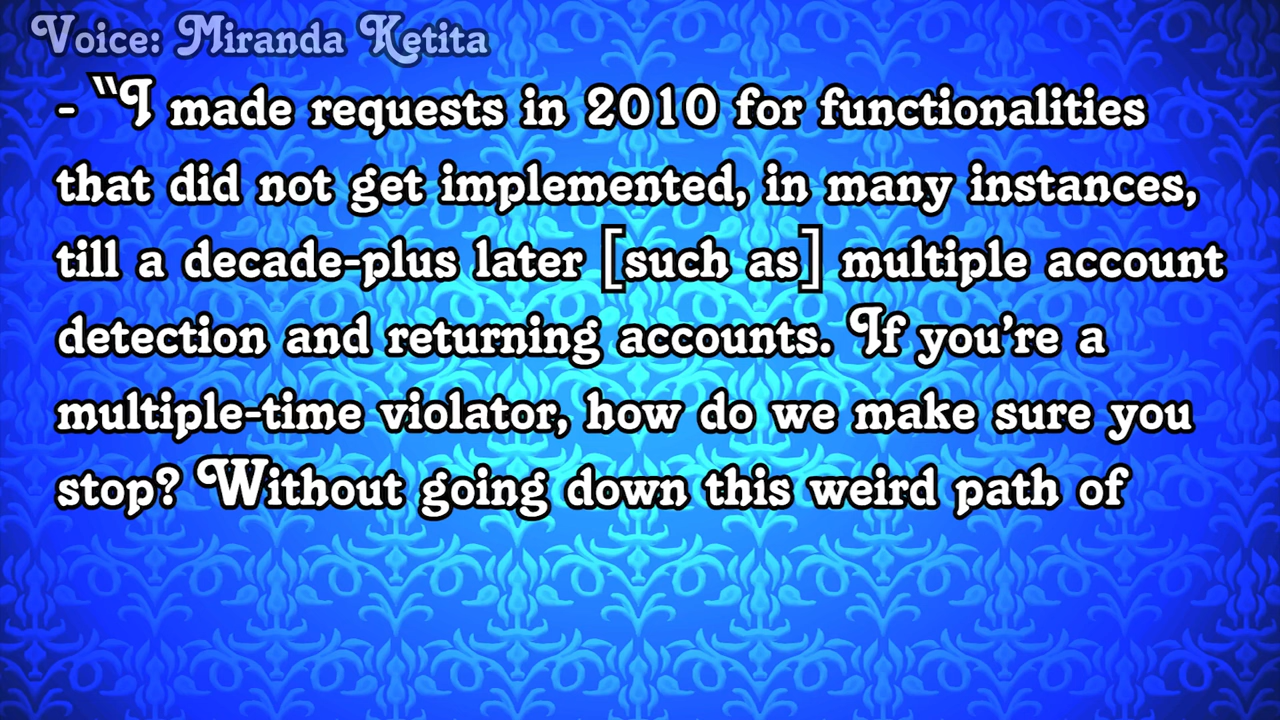 Voice: Miranda Ketita
- “I made requests in 2010 for functionalities
that did not get implemented, in many instances,
till a decade-plus later [such as] multiple account
detection and returning accounts. If you’re a
multiple-time violator, how do we make sure you
stop? Without going down this weird path of